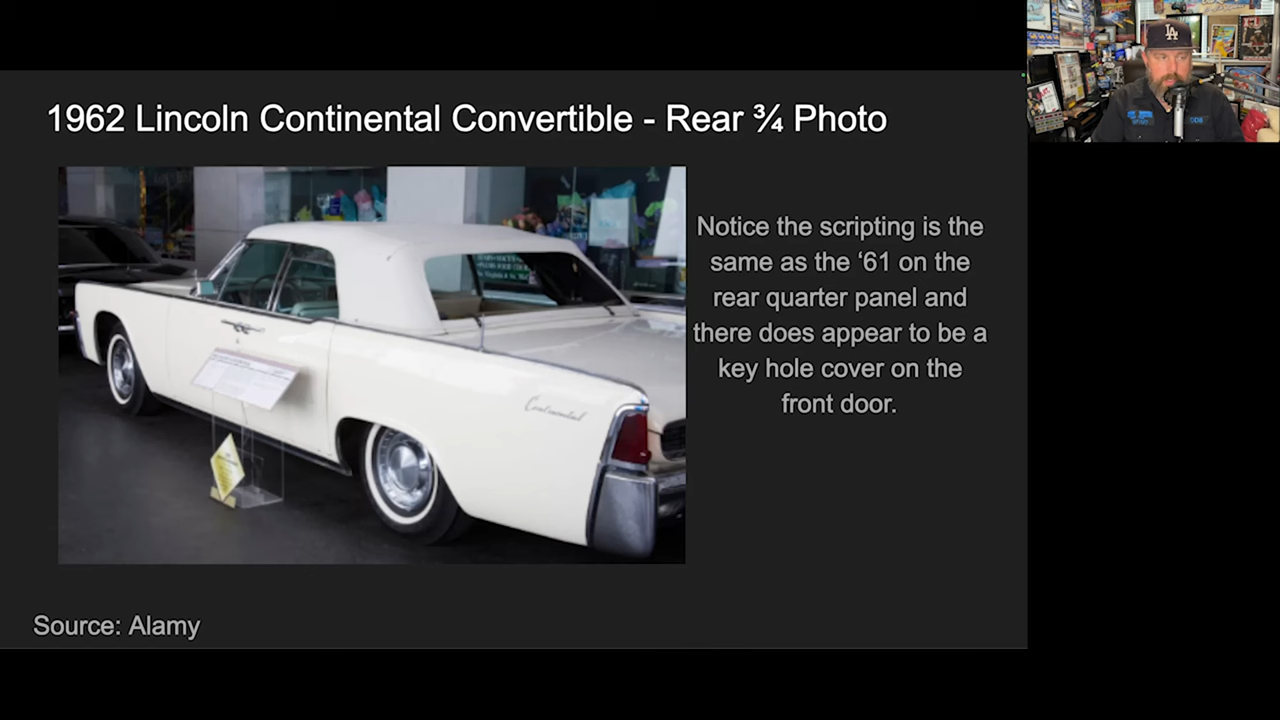 1962 Lincoln Continental Convertible - Rear ¾ Photo
Notice the scripting is the
same as the ‘61 on the
rear quarter panel and
there does appear to be a
key hole cover on the
front door.
Continental
Source: Alamy
LA